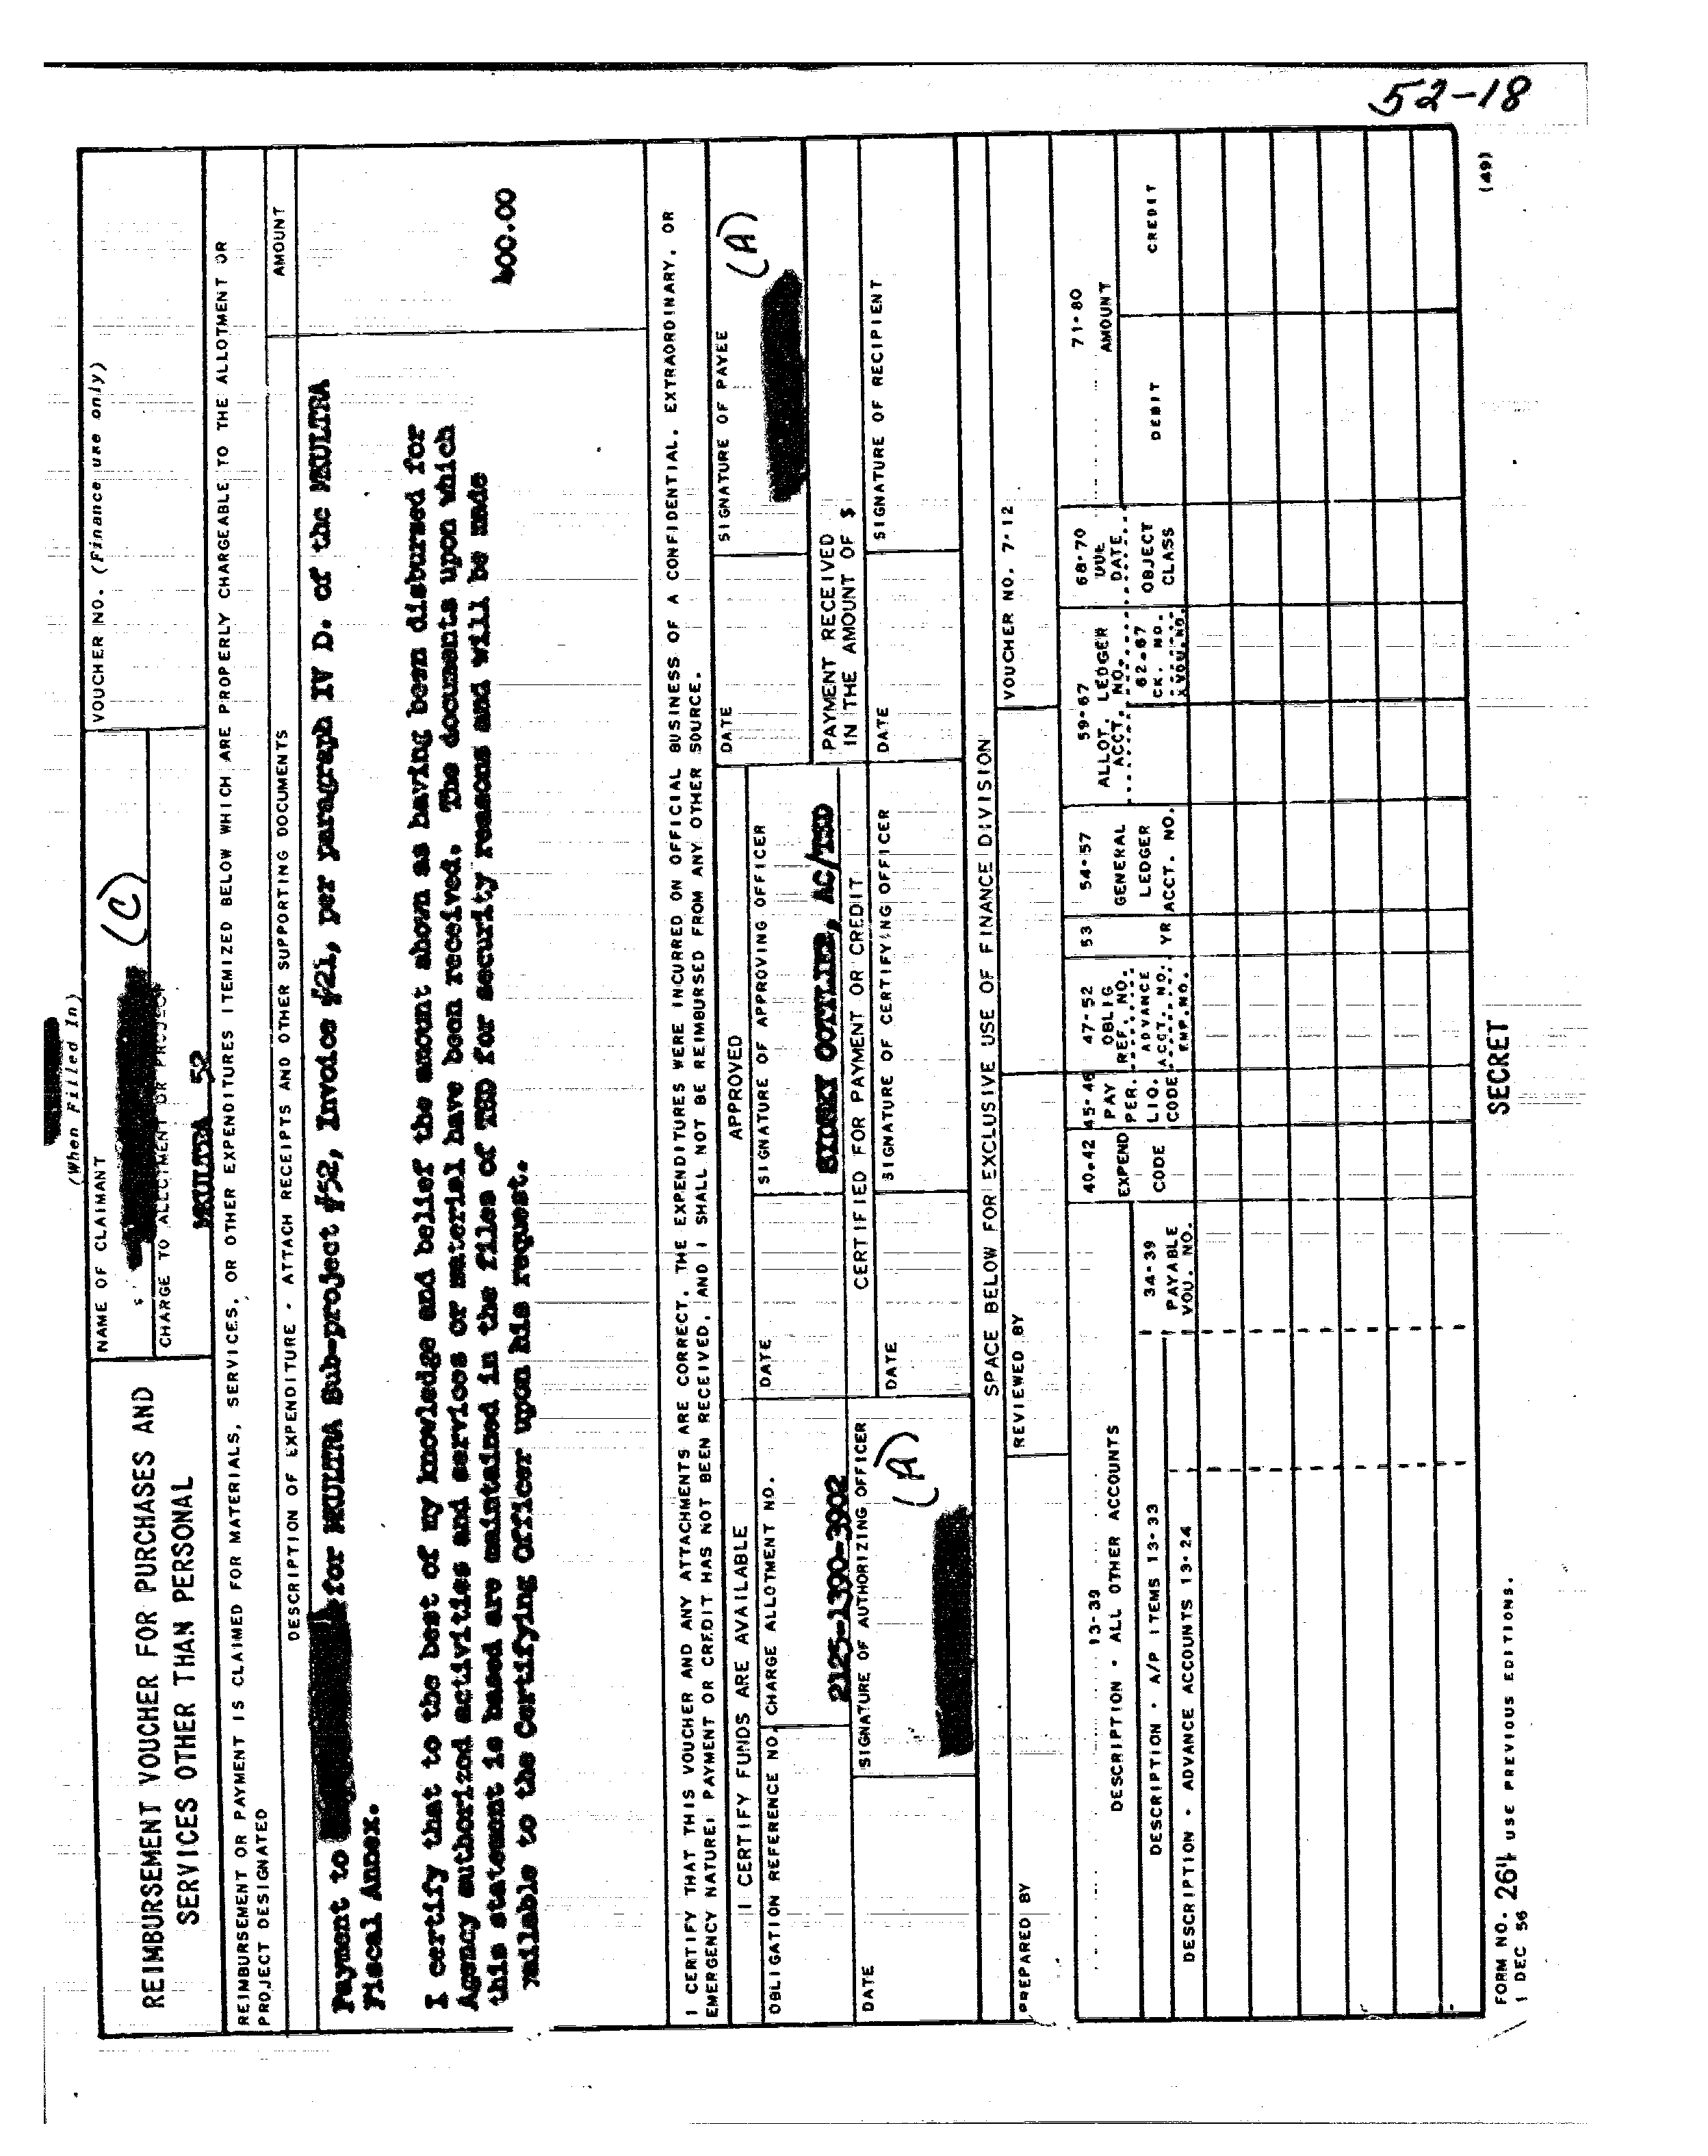 52-18
(When Filled In)
REIMBURSEMENT VOUCHER FOR PURCHASES AND
SERVICES OTHER THAN PERSONAL
NAME OF CLAIMANT
(C)
CHARGE TO ALLOTMENT OR PROJECT
MKULTRA 52
VOUCHER NO. (Finance use only)
REIMBURSEMENT OR PAYMENT IS CLAIMED FOR MATERIALS, SERVICES, OR OTHER EXPENDITURES ITEMIZED BELOW WHICH ARE PROPERLY CHARGEABLE TO THE ALLOTMENT OR
PROJECT DESIGNATED
DESCRIPTION OF EXPENDITURE - ATTACH RECEIPTS AND OTHER SUPPORTING DOCUMENTS
AMOUNT
Payment to for MKULTRA Sub-project #52, Invoice #21, per paragraph IV D. of the MKULTRA
Fiscal Annex.
I certify that to the best of my knowledge and belief the amount shown as having been disbursed for
Agency authorized activities and services or material have been received. The documents upon which
this statement is based are maintained in the files of TSD for security reasons and will be made
available to the Certifying Officer upon his request.
400.00
I CERTIFY THAT THIS VOUCHER AND ANY ATTACHMENTS ARE CORRECT, THE EXPENDITURES WERE INCURRED ON OFFICIAL BUSINESS OF A CONFIDENTIAL, EXTRAORDINARY, OR
EMERGENCY NATURE; PAYMENT OR CREDIT HAS NOT BEEN RECEIVED, AND I SHALL NOT BE REIMBURSED FROM ANY OTHER SOURCE.
I CERTIFY FUNDS ARE AVAILABLE
APPROVED
DATE
SIGNATURE OF PAYEE
(A)
OBLIGATION REFERENCE NO.
CHARGE ALLOTMENT NO.
2125-1390-3902
DATE
SIGNATURE OF APPROVING OFFICER
SIDNEY GOTTLIEB, AC/TSD
PAYMENT RECEIVED
IN THE AMOUNT OF $
DATE
SIGNATURE OF AUTHORIZING OFFICER
(A)
CERTIFIED FOR PAYMENT OR CREDIT
DATE
SIGNATURE OF CERTIFYING OFFICER
DATE
SIGNATURE OF RECIPIENT
SPACE BELOW FOR EXCLUSIVE USE OF FINANCE DIVISION
PREPARED BY
REVIEWED BY
VOUCHER NO. 7-12
13-39
DESCRIPTION - ALL OTHER ACCOUNTS
DESCRIPTION - A/P ITEMS 13-33
DESCRIPTION - ADVANCE ACCOUNTS 13-24
34-39
PAYABLE
VOU. NO.
40-42
EXPEND
CODE
45-46
PAY
PER.
LIQ.
CODE
47-52
OBLIG
REF. NO.
ADVANCE
ACCT. NO.
EMP. NO.
53
YR
54-57
GENERAL
LEDGER
ACCT. NO.
59-67
ALLOT. LEDGER
ACCT. NO.
62-67
CK. NO.
X VOU. NO.
68-70
DUE
DATE
OBJECT
CLASS
71-80
AMOUNT
DEBIT
CREDIT
FORM NO. 264 USE PREVIOUS EDITIONS.
1 DEC 56
SECRET
(49)